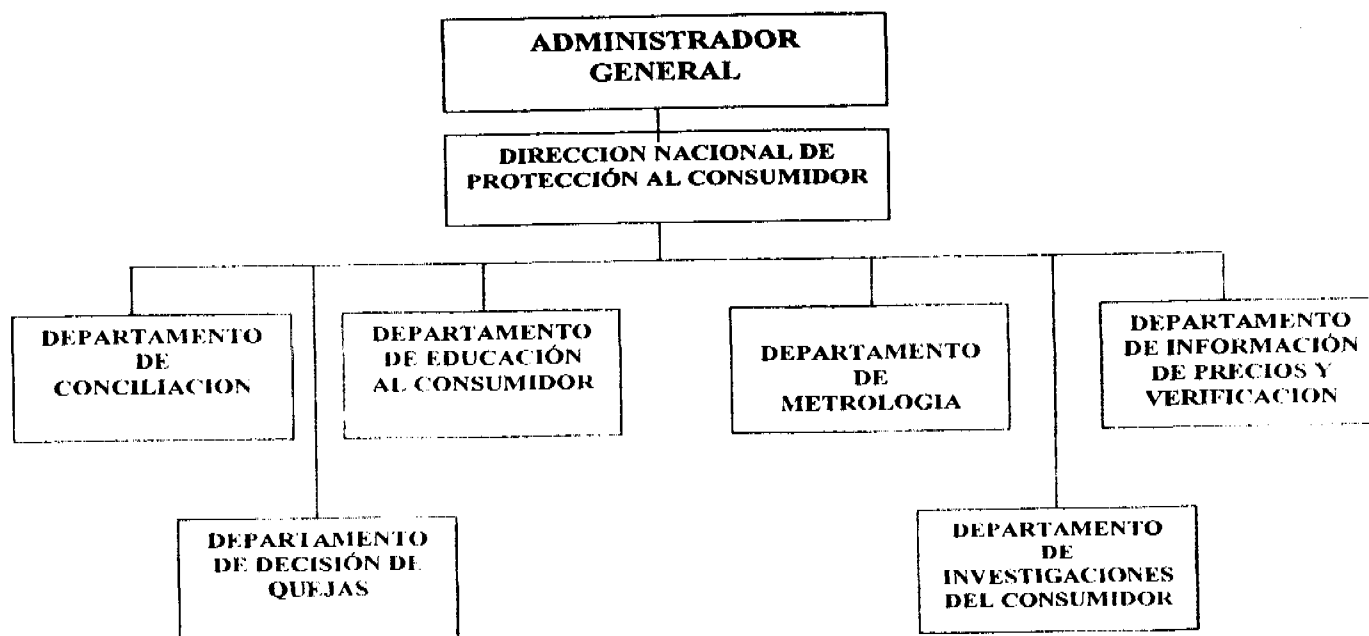 ADMINISTRADOR
GENERAL
DIRECCION NACIONAL DE
PROTECCIÓN AL CONSUMIDOR
DEPARTAMENTO
DE
CONCILIACION
DEPARTAMENTO
DE EDUCACIÓN
AL CONSUMIDOR
DEPARTAMENTO
DE
METROLOGIA
DEPARTAMENTO
DE INFORMACIÓN
DE PRECIOS Y
VERIFICACION
DEPARTAMENTO
DE DECISIÓN DE
QUEJAS
DEPARTAMENTO
DE
INVESTIGACIONES
DEL CONSUMIDOR